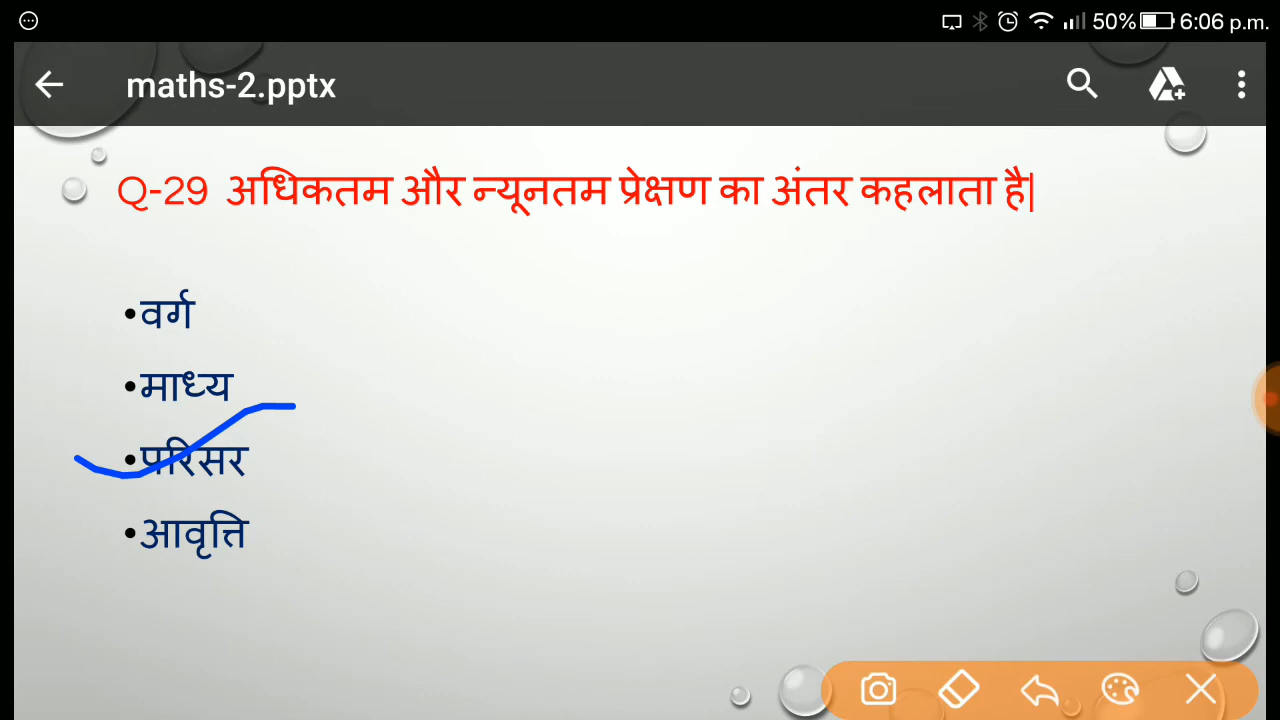 50% 6:06 p.m.
maths-2.pptx
Q-29 अधिकतम और न्यूनतम प्रेक्षण का अंतर कहलाता है|
•वर्ग
•माध्य
•परिसर
•आवृत्ति